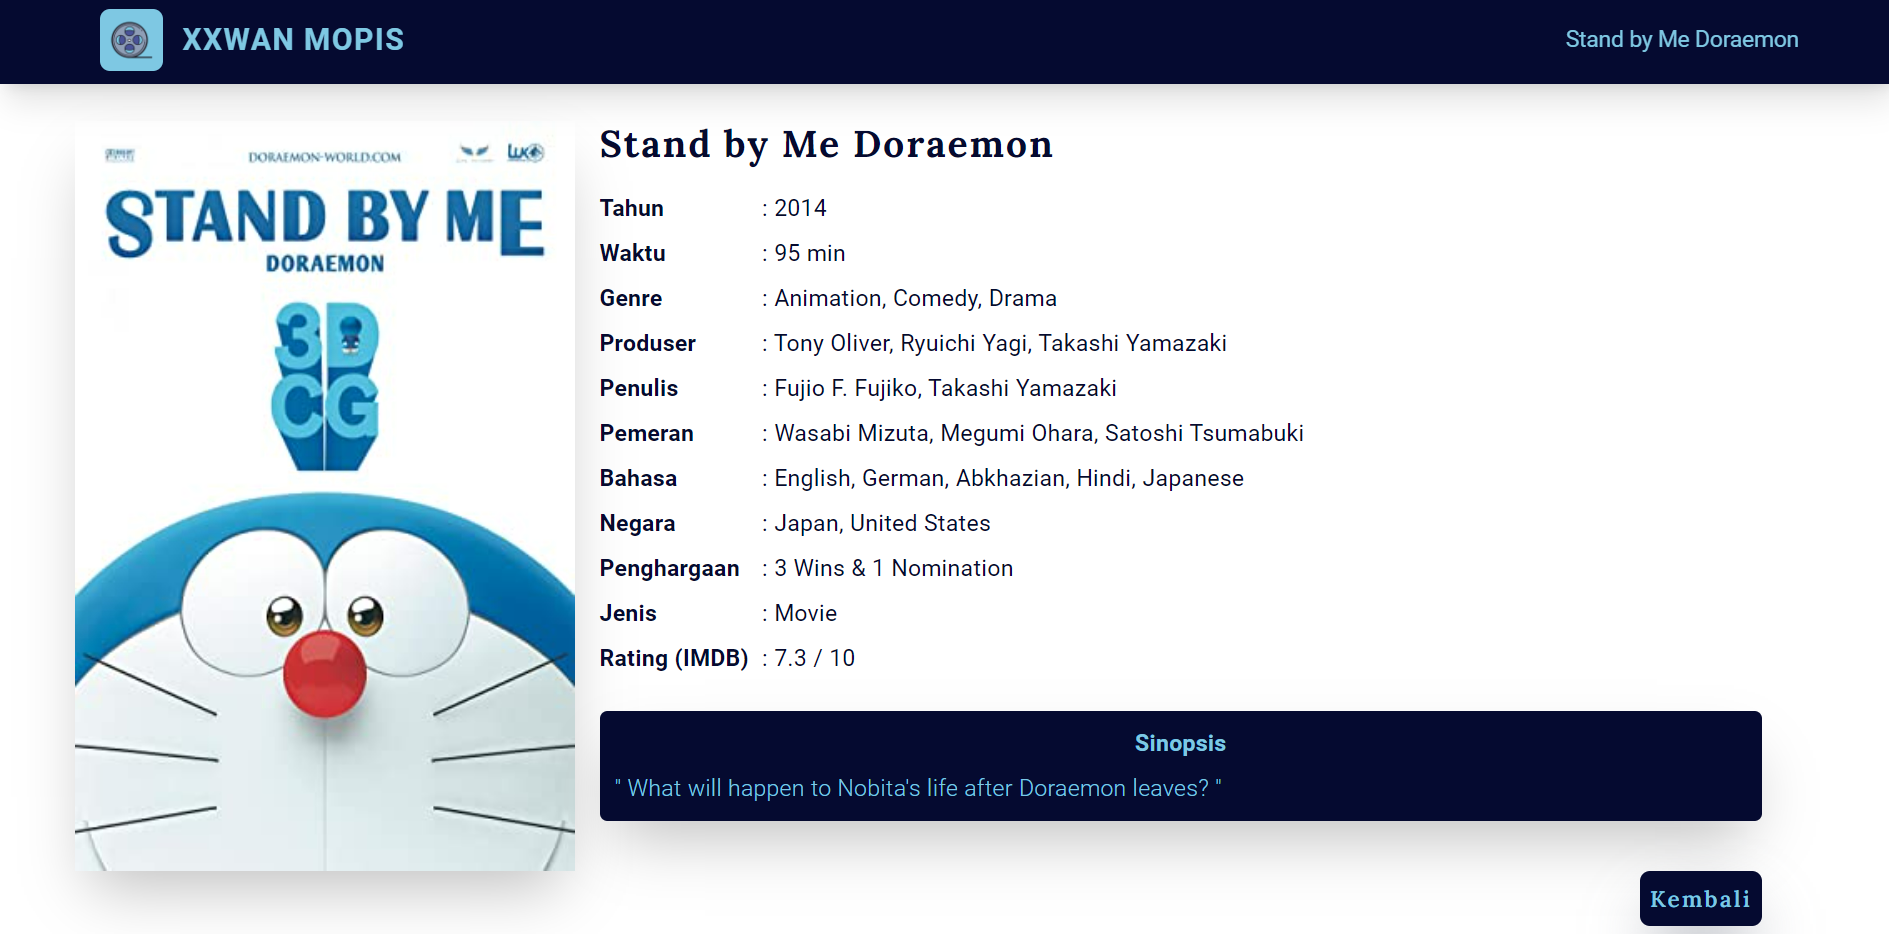 XXWAN MOPIS
Stand by Me Doraemon
DORAEMON-WORLD.COM
STAND BY ME
DORAEMON
3D
CG
Stand by Me Doraemon
Tahun : 2014
Waktu : 95 min
Genre : Animation, Comedy, Drama
Produser : Tony Oliver, Ryuichi Yagi, Takashi Yamazaki
Penulis : Fujio F. Fujiko, Takashi Yamazaki
Pemeran : Wasabi Mizuta, Megumi Ohara, Satoshi Tsumabuki
Bahasa : English, German, Abkhazian, Hindi, Japanese
Negara : Japan, United States
Penghargaan : 3 Wins & 1 Nomination
Jenis : Movie
Rating (IMDB) : 7.3 / 10
Sinopsis
" What will happen to Nobita's life after Doraemon leaves? "
Kembali